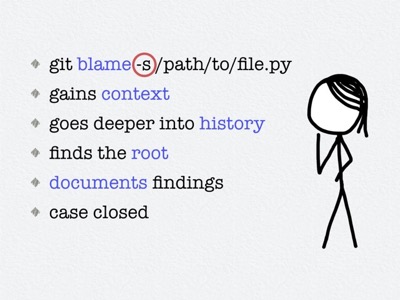 git blame -s /path/to/file.py
gains context
goes deeper into history
finds the root
documents findings
case closed